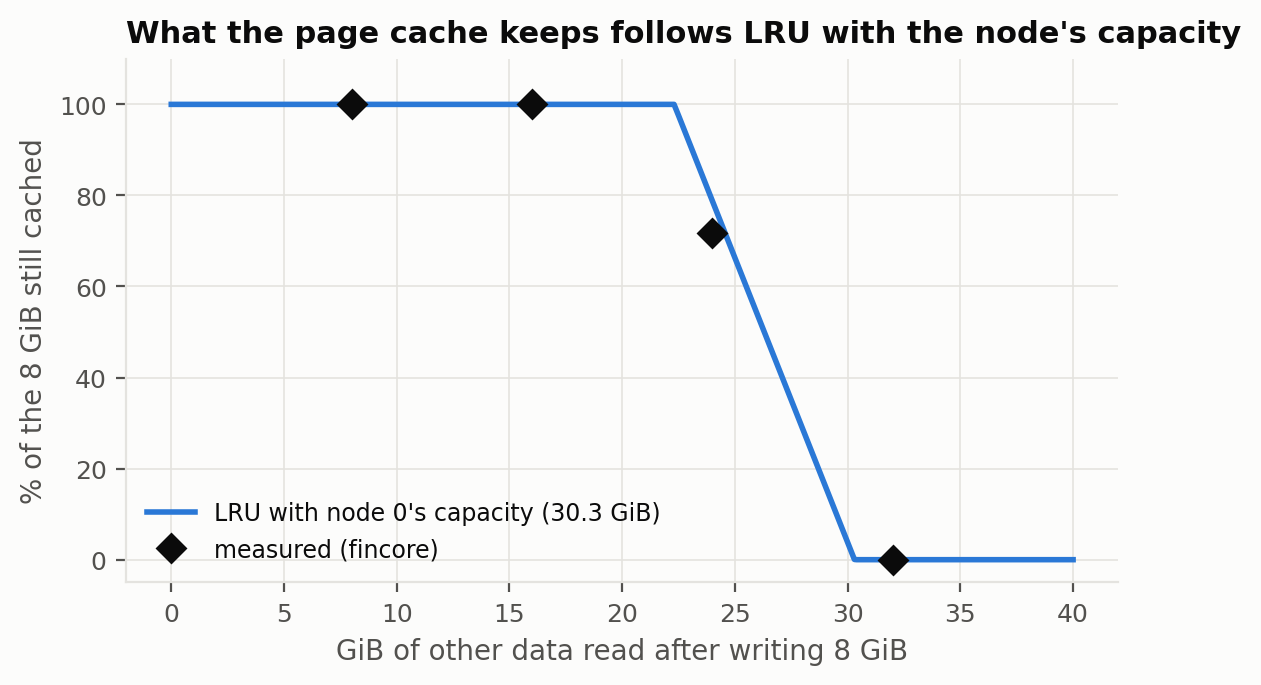 What the page cache keeps follows LRU with the node's capacity
% of the 8 GiB still cached
100
80
60
40
20
0
LRU with node 0's capacity (30.3 GiB)
measured (fincore)
0 5 10 15 20 25 30 35 40
GiB of other data read after writing 8 GiB